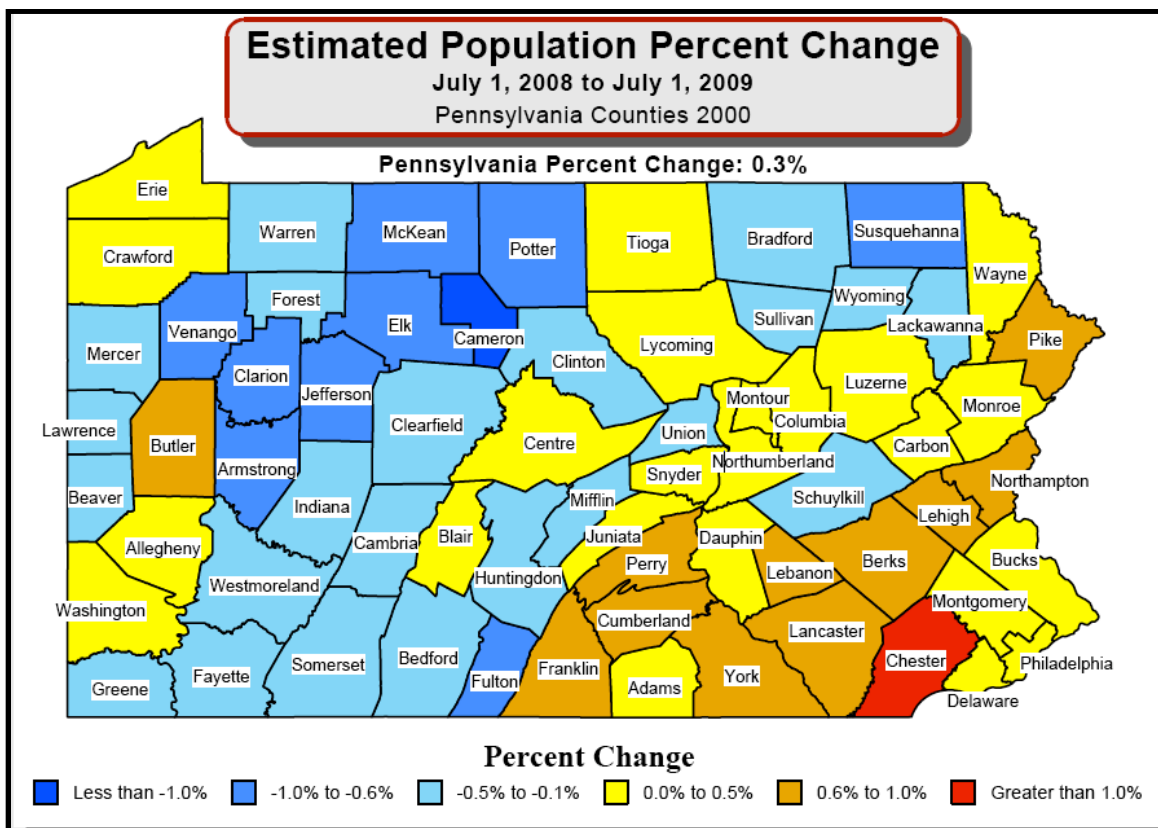 Estimated Population Percent Change
July 1, 2008 to July 1, 2009
Pennsylvania Counties 2000
Pennsylvania Percent Change: 0.3%
Erie
Warren
McKean
Potter
Tioga
Bradford
Susquehanna
Crawford
Wayne
Forest
Wyoming
Venango
Elk
Cameron
Sullivan
Lackawanna
Pike
Mercer
Clarion
Jefferson
Clinton
Lycoming
Luzerne
Monroe
Lawrence
Butler
Clearfield
Centre
Montour
Columbia
Union
Carbon
Armstrong
Snyder
Northumberland
Northampton
Beaver
Indiana
Mifflin
Schuylkill
Lehigh
Allegheny
Cambria
Blair
Juniata
Dauphin
Bucks
Westmoreland
Huntingdon
Perry
Lebanon
Berks
Washington
Cumberland
Montgomery
Lancaster
Greene
Fayette
Somerset
Bedford
Fulton
Franklin
Adams
York
Chester
Philadelphia
Delaware
Percent Change
Less than -1.0%
-1.0% to -0.6%
-0.5% to -0.1%
0.0% to 0.5%
0.6% to 1.0%
Greater than 1.0%